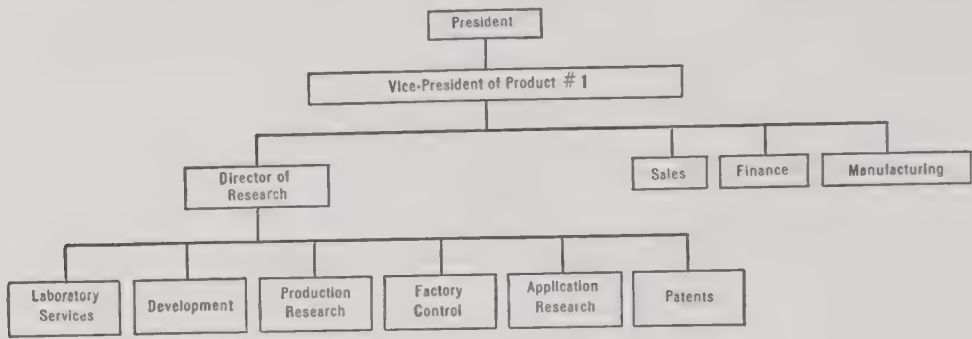 President
Vice-President of Product #1
Director of
Research
Sales
Finance
Manufacturing
Laboratory
Services
Development
Production
Research
Factory
Control
Application
Research
Patents